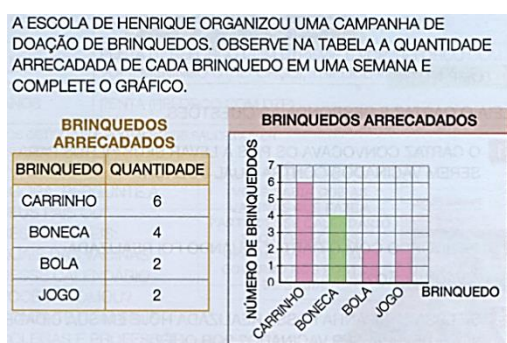 A ESCOLA DE HENRIQUE ORGANIZOU UMA CAMPANHA DE
DOAÇÃO DE BRINQUEDOS. OBSERVE NA TABELA A QUANTIDADE
ARRECADADA DE CADA BRINQUEDO EM UMA SEMANA E
COMPLETE O GRÁFICO.
BRINQUEDOS
ARRECADADOS
BRINQUEDO QUANTIDADE
CARRINHO 6
BONECA 4
BOLA 2
JOGO 2
BRINQUEDOS ARRECADADOS
NÚMERO DE BRINQUEDDOS
7
6
5
4
3
2
1
0
CARRINHO
BONECA
BOLA
JOGO
BRINQUEDO